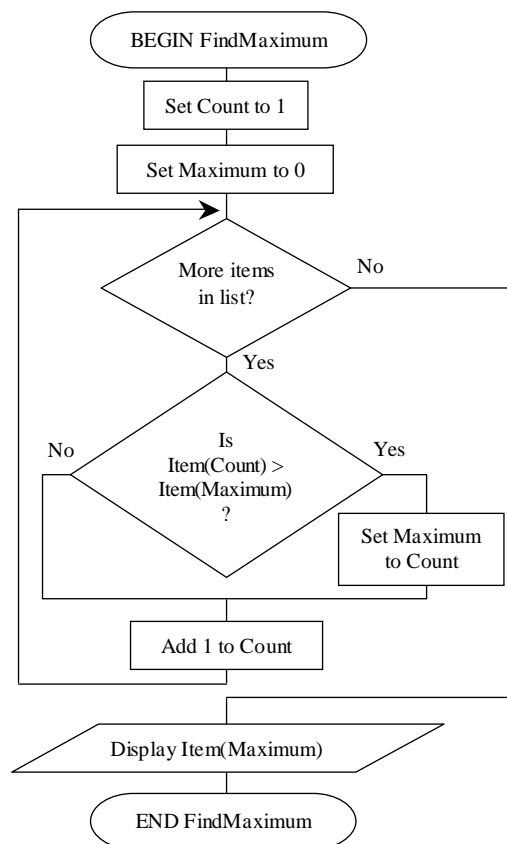 BEGIN FindMaximum
Set Count to 1
Set Maximum to 0
More items
in list?
No
Yes
Is
Item(Count) >
Item(Maximum)
?
No
Yes
Set Maximum
to Count
Add 1 to Count
Display Item(Maximum)
END FindMaximum